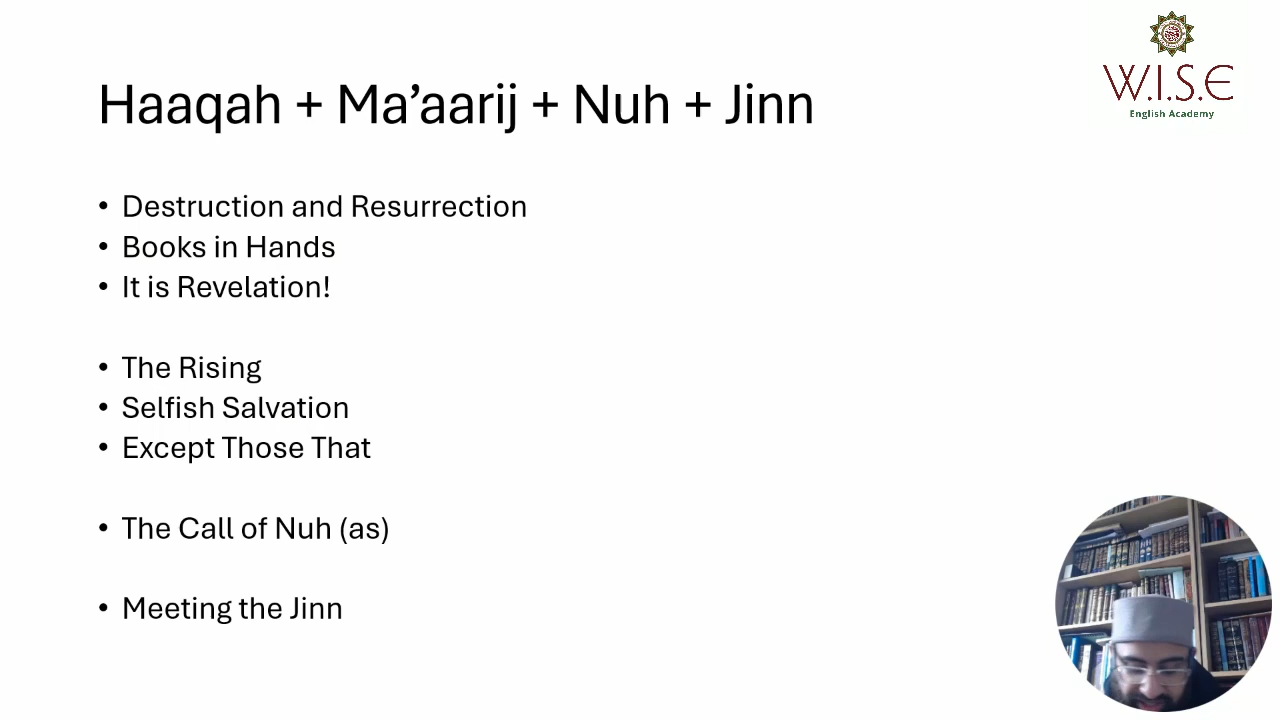 W.I.S.E
English Academy
Haaqah + Ma’aarij + Nuh + Jinn
• Destruction and Resurrection
• Books in Hands
• It is Revelation!
• The Rising
• Selfish Salvation
• Except Those That
• The Call of Nuh (as)
• Meeting the Jinn